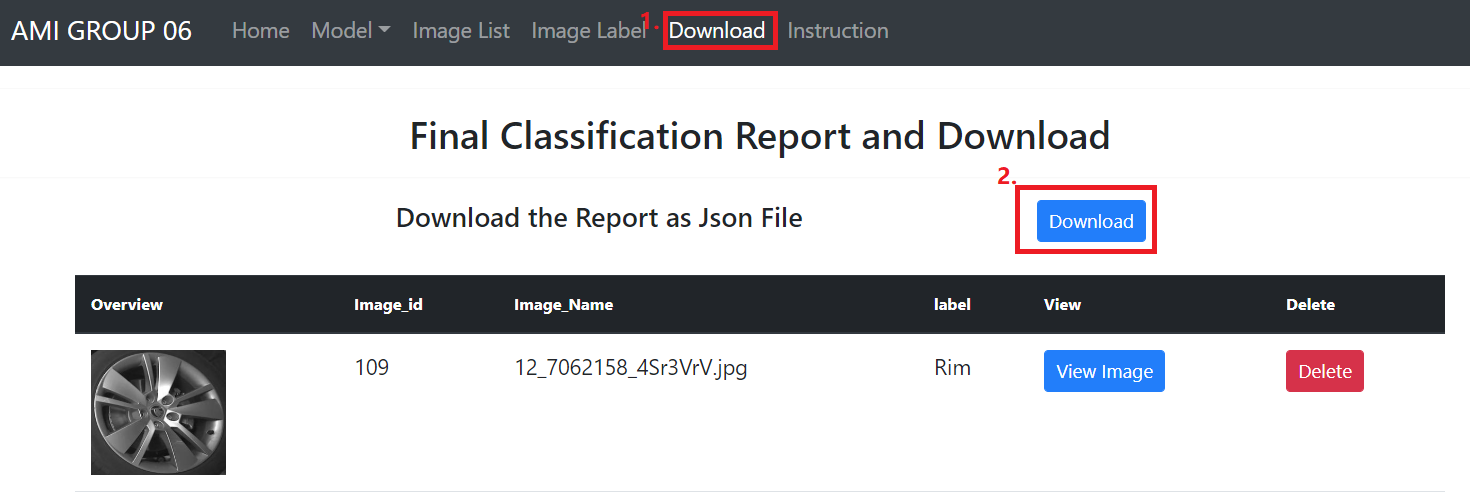 AMI GROUP 06 Home Model Image List Image Label 1. Download Instruction
Final Classification Report and Download
2.
Download the Report as Json File Download
Overview Image_id Image_Name label View Delete
109 12_7062158_4Sr3VrV.jpg Rim View Image Delete